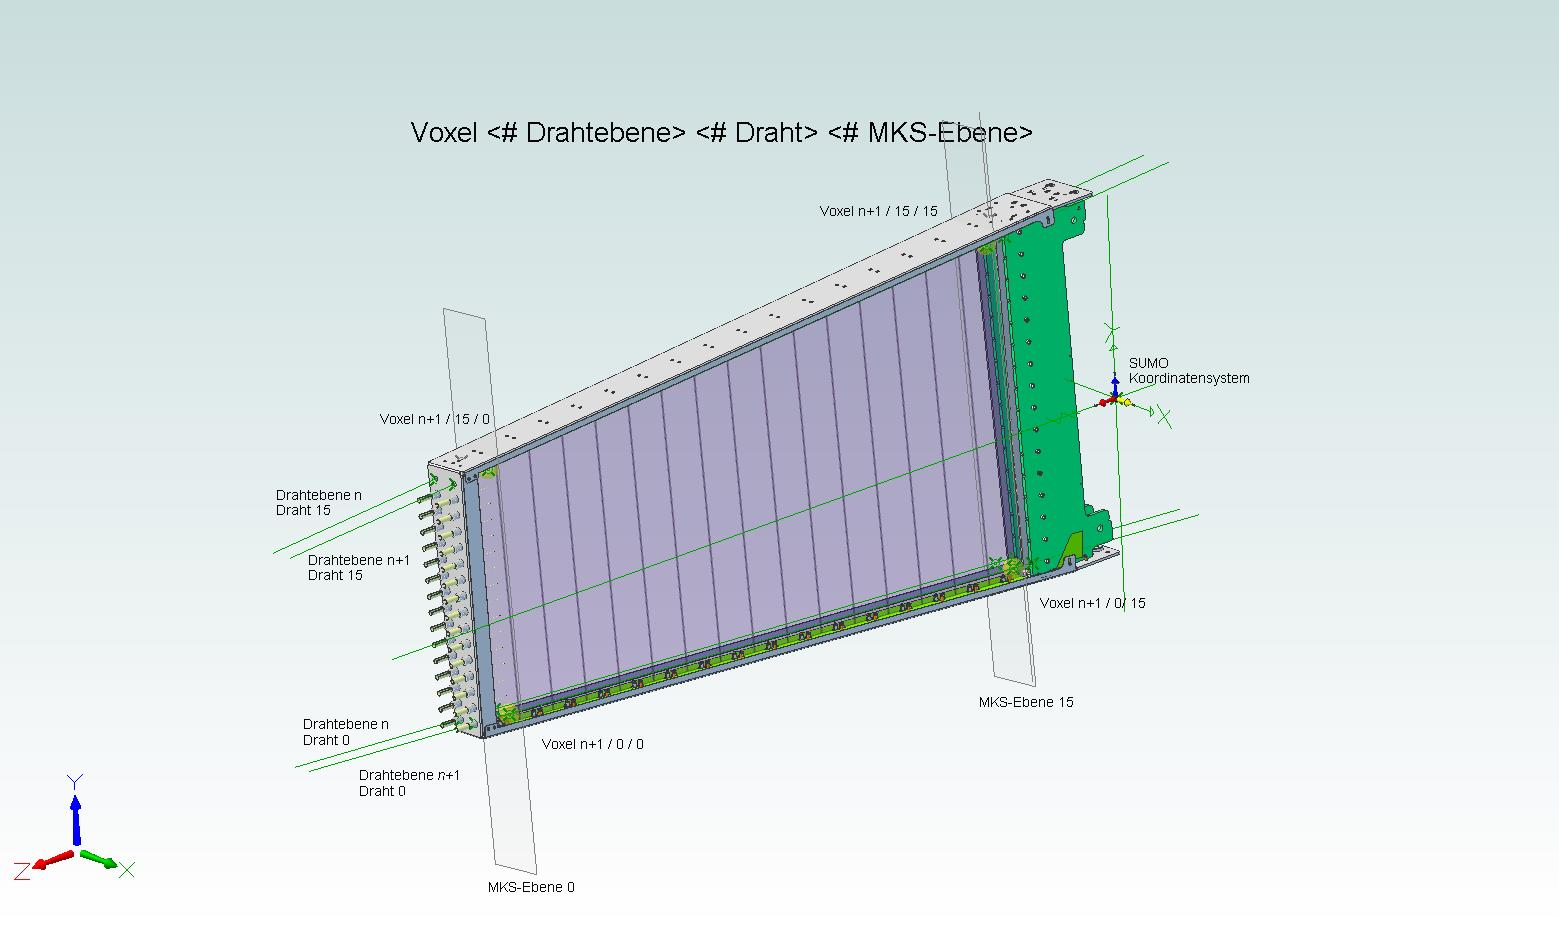 Voxel <# Drahtebene> <# Draht> <# MKS-Ebene>
Voxel n+1 / 15 / 15
SUMO
Koordinatensystem
X
Voxel n+1 / 15 / 0
Drahtebene n
Draht 15
Drahtebene n+1
Draht 15
Voxel n+1 / 0/ 15
MKS-Ebene 15
Drahtebene n
Draht 0
Voxel n+1 / 0 / 0
Drahtebene n+1
Draht 0
Y
Z
X
MKS-Ebene 0